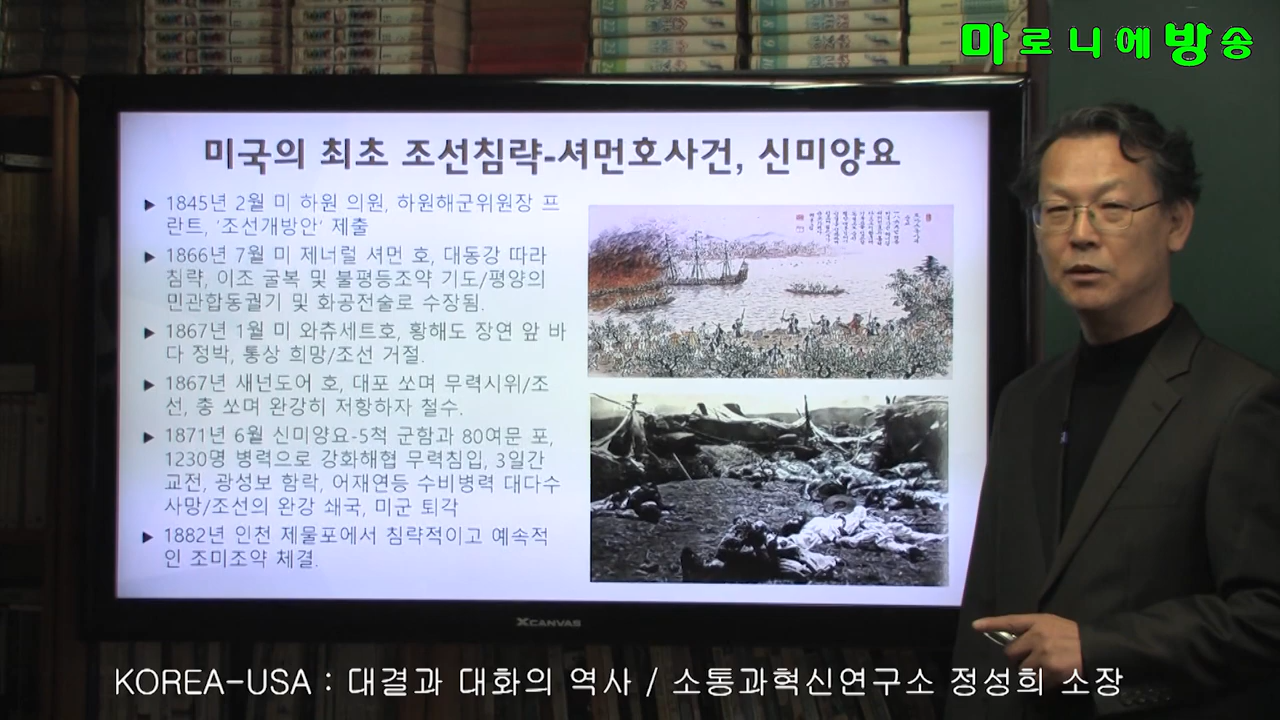 마로니에방송
미국의 최초 조선침략-셔먼호사건, 신미양요
▶ 1845년 2월 미 하원 의원, 하원해군위원장 프
란트, '조선개방안' 제출
▶ 1866년 7월 미 제너럴 셔먼 호, 대동강 따라
침략, 이조 굴복 및 불평등조약 기도/평양의
민관합동궐기 및 화공전술로 수장됨.
▶ 1867년 1월 미 와츄세트호, 황해도 장연 앞 바
다 정박, 통상 희망/조선 거절.
▶ 1867년 새넌도어 호, 대포 쏘며 무력시위/조
선, 총 쏘며 완강히 저항하자 철수.
▶ 1871년 6월 신미양요-5척 군함과 80여문 포,
1230명 병력으로 강화해협 무력침입, 3일간
교전, 광성보 함락, 어재연등 수비병력 대다수
사망/조선의 완강 쇄국, 미군 퇴각
▶ 1882년 인천 제물포에서 침략적이고 예속적
인 조미조약 체결.
XCANVAS
KOREA-USA : 대결과 대화의 역사 / 소통과혁신연구소 정성희 소장